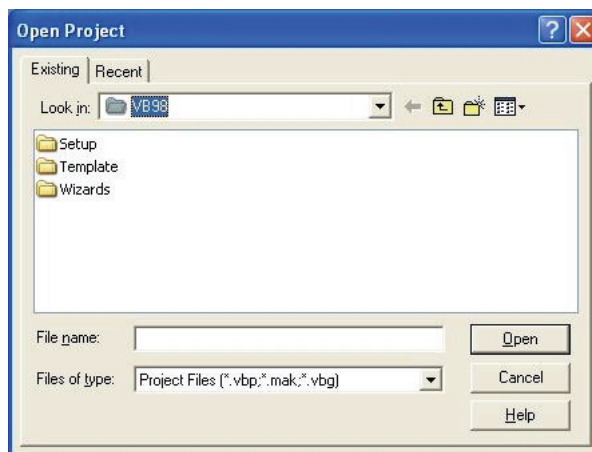 Open Project
Existing Recent
Look in: VB98
Setup
Template
Wizards
File name: Open
Files of type: Project Files (*.vbp;*.mak;*.vbg) Cancel
Help